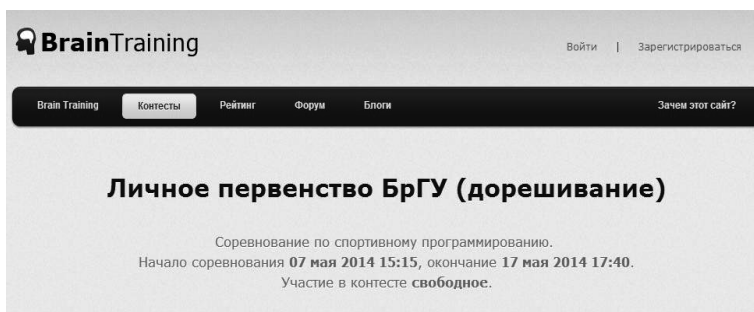 BrainTraining
Войти | Зарегистрироваться
Brain Training Контесты Рейтинг Форум Блоги Зачем этот сайт?
Личное первенство БрГУ (дорешивание)
Соревнование по спортивному программированию.
Начало соревнования 07 мая 2014 15:15, окончание 17 мая 2014 17:40.
Участие в контесте свободное.